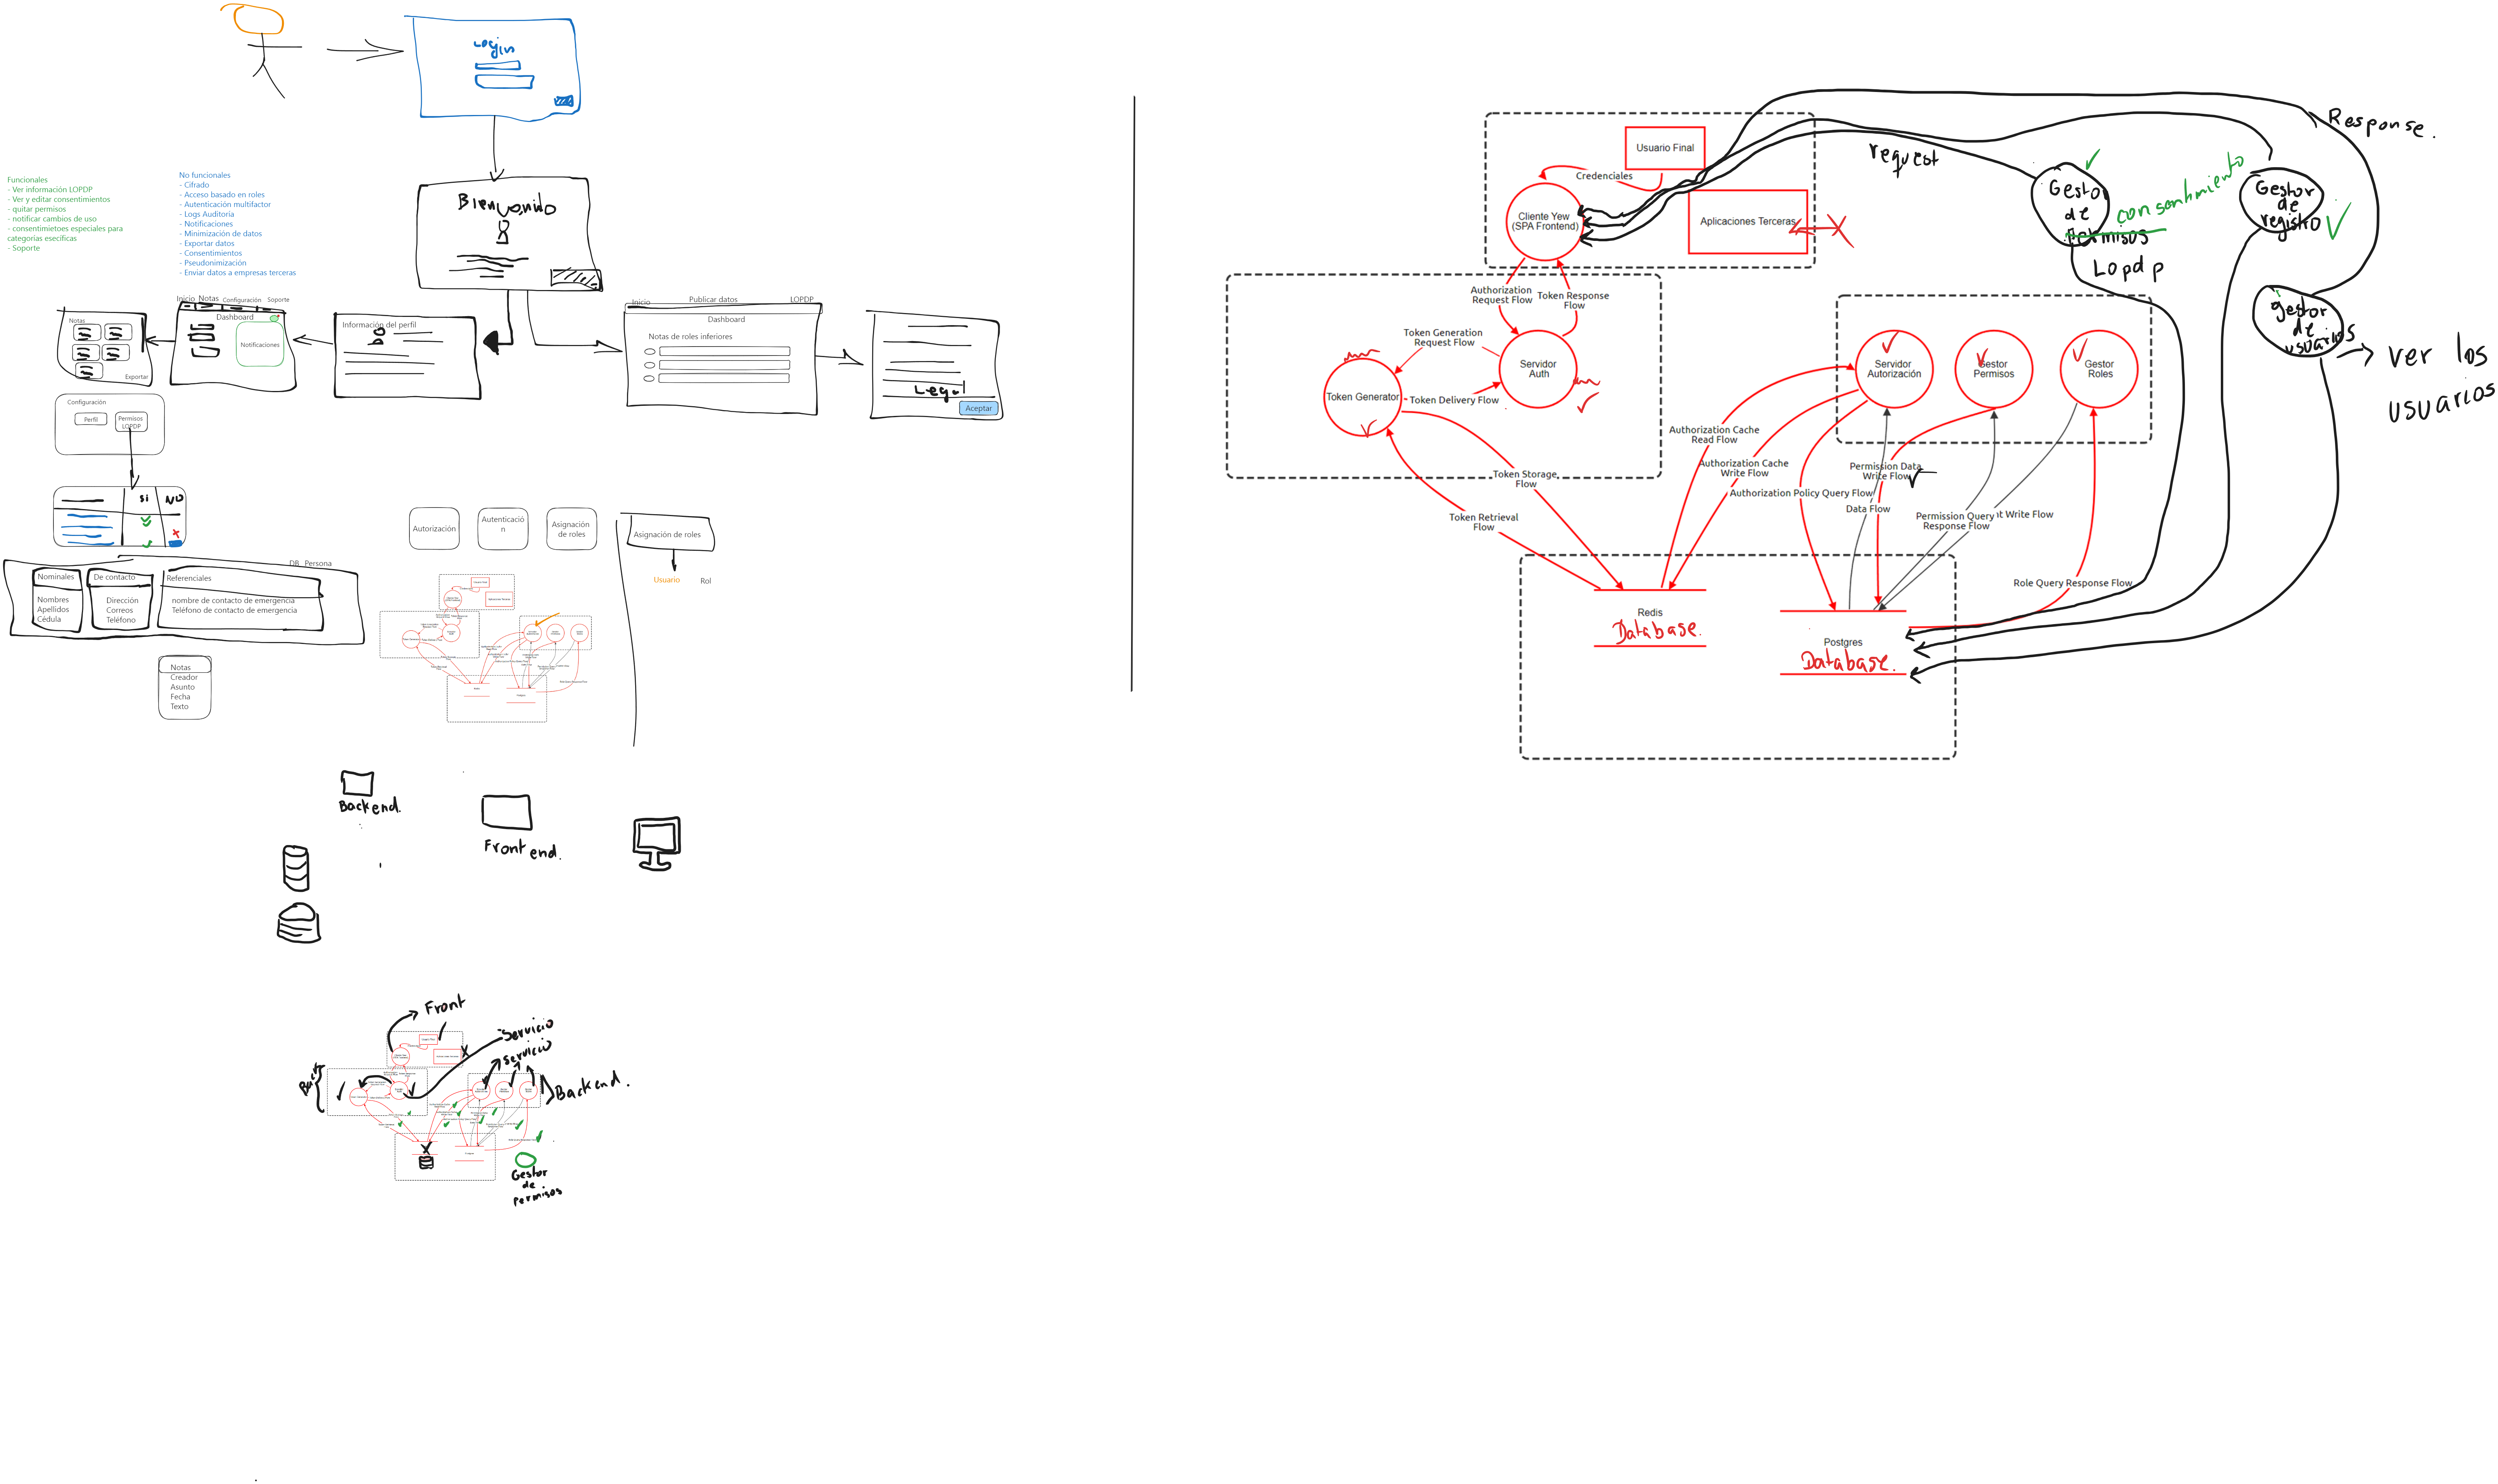 Login
Bienvenido
Funcionales
- Ver información LOPDP
- Ver y editar consentimientos
- quitar permisos
- notificar cambios de uso
- consentimietoes especiales para
categorías esecíficas
- Soporte
No funcionales
- Cifrado
- Acceso basado en roles
- Autenticación multifactor
- Logs Auditoría
- Notificaciones
- Minimización de datos
- Exportar datos
- Consentimientos
- Pseudonimización
- Enviar datos a empresas terceras
Notas
Exportar
Inicio Notas Configuración Soporte
Dashboard
Notificaciones
Información del perfil
Inicio
Publicar datos
LOPDP
Dashboard
Notas de roles inferiores
Legal
Aceptar
Configuración
Perfil
Permisos
LOPDP
Si
NO
DB_Persona
Nominales
Nombres
Apellidos
Cédula
De contacto
Dirección
Correos
Teléfono
Referenciales
nombre de contacto de emergencia
Teléfono de contacto de emergencia
Notas
Creador
Asunto
Fecha
Texto
Autorización
Autenticació
n
Asignación
de roles
Asignación de roles
Usuario
Rol
Backend.
Frontend.
Front
Servicio
Servicio
Back
Backend.
Gestor
de
permisos
Usuario Final
Credenciales
Cliente Yew
(SPA Frontend)
Aplicaciones Terceras
Authorization
Request Flow
Token Response
Flow
Token Generation
Request Flow
Servidor
Auth
Token Generator
Token Delivery Flow
Token Storage
Flow
Token Retrieval
Flow
Servidor
Autorización
Gestor
Permisos
Gestor
Roles
Authorization Cache
Read Flow
Authorization Cache
Write Flow
Authorization Policy Query Flow
Permission Data
Write Flow
Data Flow
Permission Query
Response Flow
t Write Flow
Role Query Response Flow
Redis
Database.
Postgres
Database.
request
Response.
Gestor
de
permisos
consentimiento
Lopdp
Gestor
de
registro
gestor
de
usuarios
ver los
usuarios